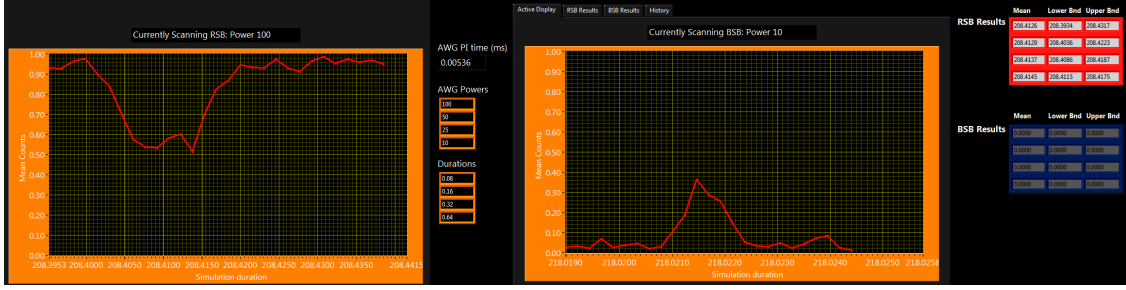 Currently Scanning RSB: Power 100
1.00
0.90
0.80
0.70
0.60
0.50
0.40
0.30
0.20
0.10
0.00
Mean Counts
208.3953 208.4000 208.4050 208.4100 208.4150 208.4200 208.4250 208.4300 208.4350 208.4415
Simulation duration
AWG PI time (ms)
0.00536
AWG Powers
100
50
25
10
Durations
0.08
0.16
0.32
0.64
Active Display RSB Results BSB Results History
Currently Scanning BSB: Power 10
1.00
0.90
0.80
0.70
0.60
0.50
0.40
0.30
0.20
0.10
0.00
Mean Counts
218.0190 218.0200 218.0210 218.0220 218.0230 218.0240 218.0250 218.0258
Simulation duration
Mean Lower Bnd Upper Bnd
RSB Results
208.4126 208.3934 208.4317
208.4129 208.4036 208.4223
208.4137 208.4086 208.4187
208.4145 208.4115 208.4175
Mean Lower Bnd Upper Bnd
BSB Results
0.0000 0.0000 0.0000
0.0000 0.0000 0.0000
0.0000 0.0000 0.0000
0.0000 0.0000 0.0000